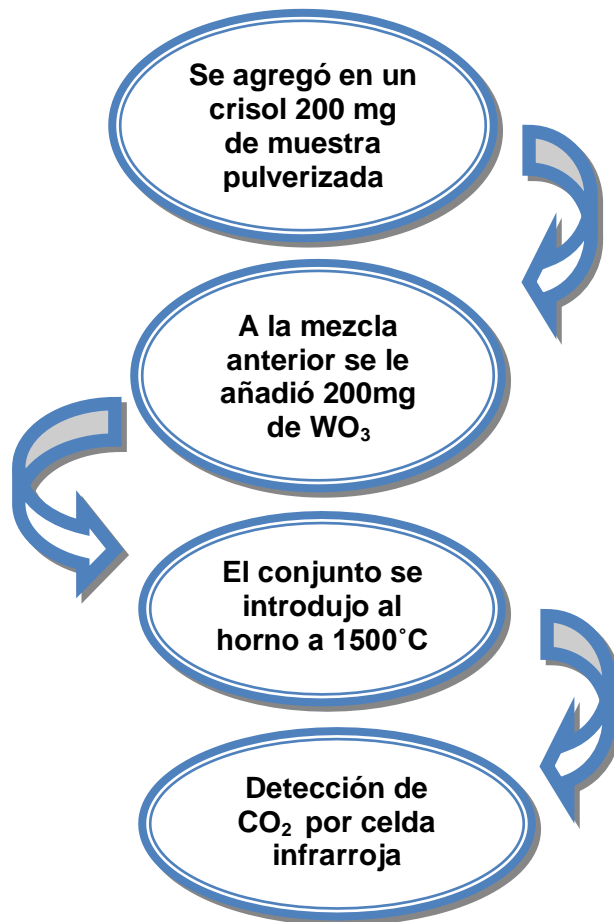 Se agregó en un
crisol 200 mg
de muestra
pulverizada
A la mezcla
anterior se le
añadió 200mg
de WO₃
El conjunto se
introdujo al
horno a 1500˚C
Detección de
CO₂ por celda
infrarroja